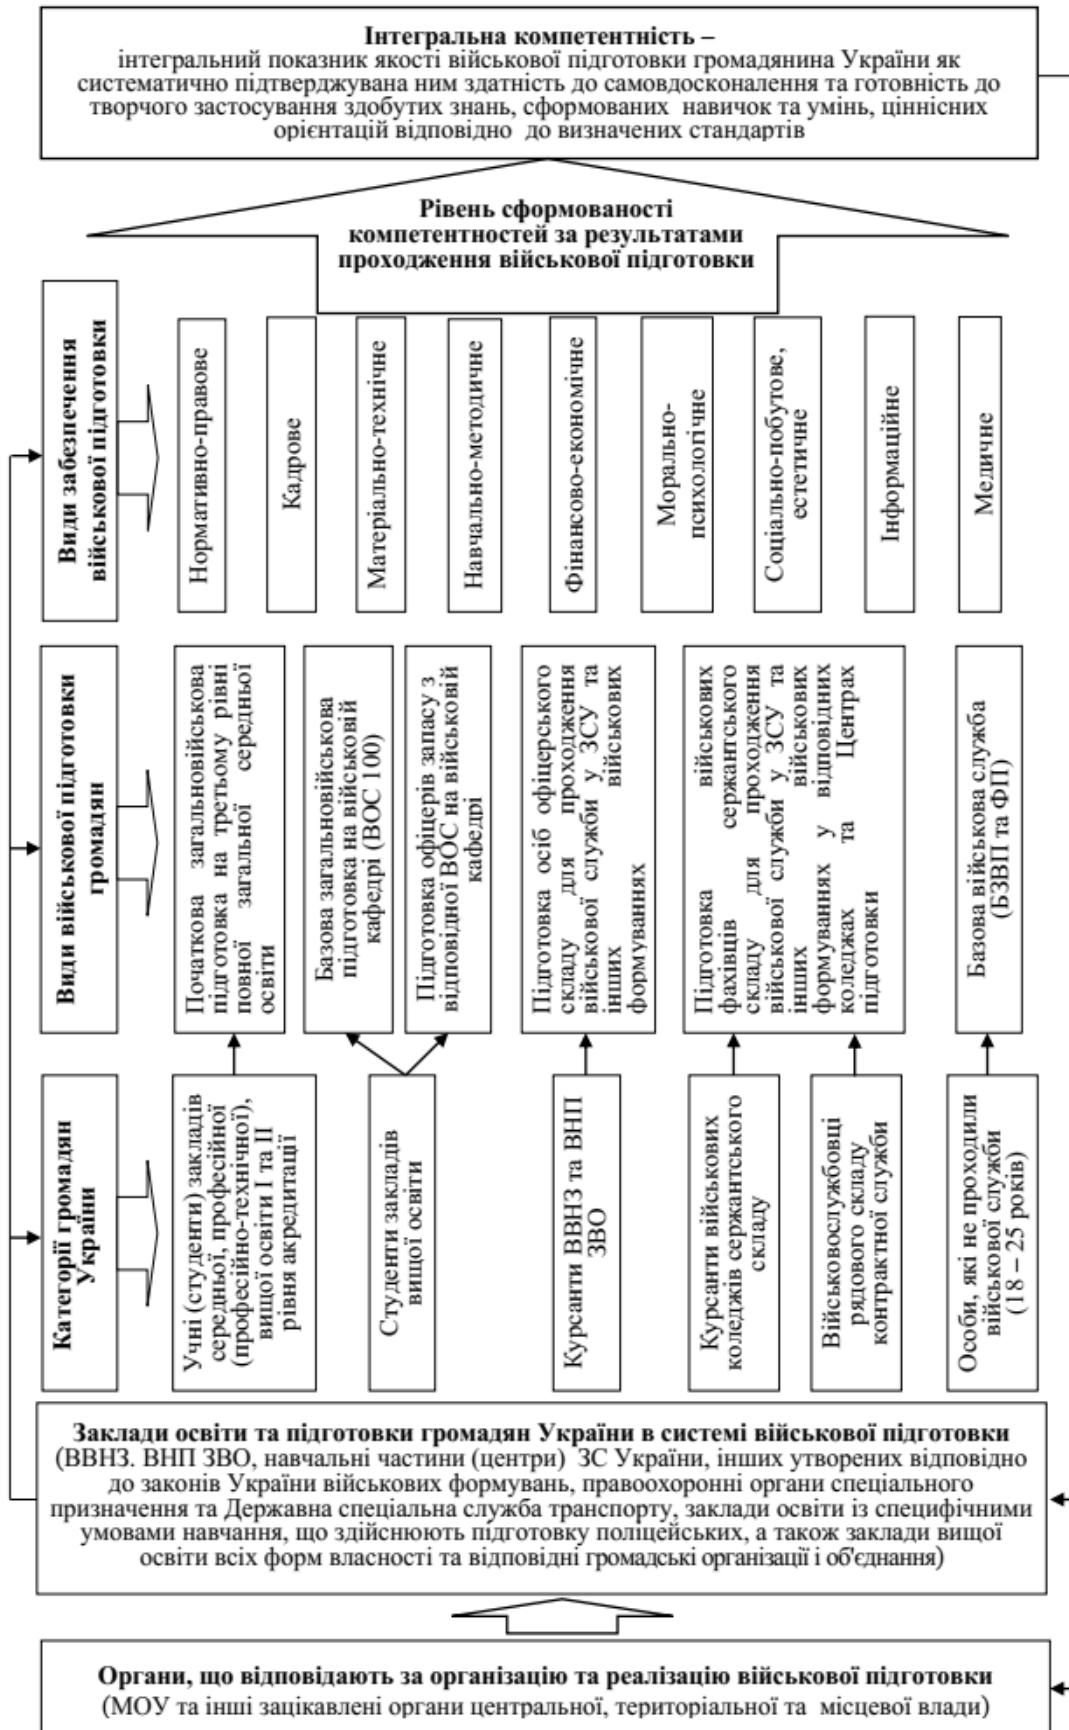 Інтегральна компетентність –
інтегральний показник якості військової підготовки громадянина України як
систематично підтверджувана ним здатність до самовдосконалення та готовність до
творчого застосування здобутих знань, сформованих навичок та умінь, ціннісних
орієнтацій відповідно до визначених стандартів
Рівень сформованості
компетентностей за результатами
проходження військової підготовки
Види забезпечення
військової підготовки
Нормативно-правове
Кадрове
Матеріально-технічне
Навчально-методичне
Фінансово-економічне
Морально-
психологічне
Соціально-побутове,
естетичне
Інформаційне
Медичне
Види військової підготовки
громадян
Початкова загальновійськова
підготовка на третьому рівні
повної загальної середньої
освіти
Базова загальновійськова
підготовка на військовій
кафедрі (ВОС 100)
Підготовка офіцерів запасу з
відповідної ВОС на військовій
кафедрі
Підготовка осіб офіцерського
складу для проходження
військової служби у ЗСУ та
інших військових
формуваннях
Підготовка військових
фахівців сержантського
складу для проходження
військової служби у ЗСУ та
інших військових
формуваннях у відповідних
коледжах та Центрах
підготовки
Базова військова служба
(БЗВП та ФП)
Категорії громадян
України
Учні (студенти) закладів
середньої, професійної
(професійно-технічної),
вищої освіти І та ІІ
рівня акредитації
Студенти закладів
вищої освіти
Курсанти ВВНЗ та ВНП
ЗВО
Курсанти військових
коледжів сержантського
складу
Військовослужбовці
рядового складу
контрактної служби
Особи, які не проходили
військової служби
(18 – 25 років)
Заклади освіти та підготовки громадян України в системі військової підготовки
(ВВНЗ. ВНП ЗВО, навчальні частини (центри) ЗС України, інших утворених відповідно
до законів України військових формувань, правоохоронні органи спеціального
призначення та Державна спеціальна служба транспорту, заклади освіти із специфічними
умовами навчання, що здійснюють підготовку поліцейських, а також заклади вищої
освіти всіх форм власності та відповідні громадські організації і об'єднання)
Органи, що відповідають за організацію та реалізацію військової підготовки
(МОУ та інші зацікавлені органи центральної, територіальної та місцевої влади)